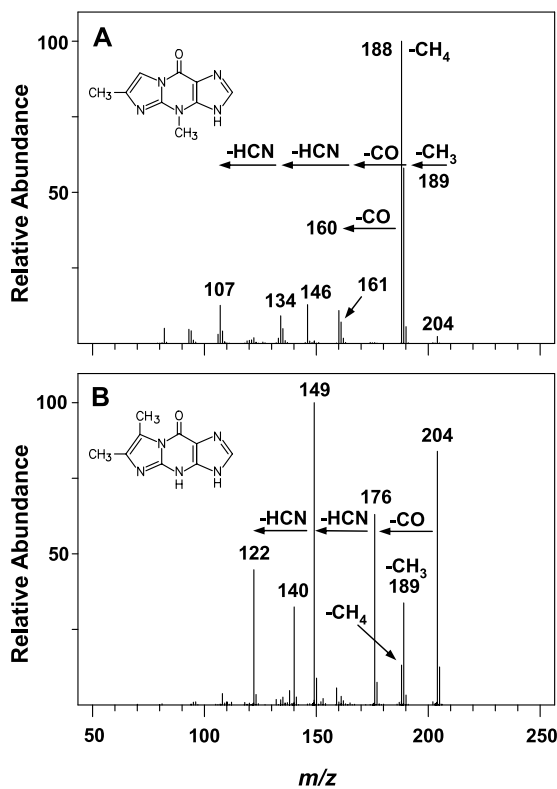 A
100
188 -CH₄
O
N
N
CH₃
N
N
N
H
CH₃
-HCN -HCN -CO -CH₃
189
50
160 -CO
107
134 146 161
204
Relative Abundance
B
149
CH₃
O
100
204
N
N
CH₃
N
N
N
H
H
176
-HCN -HCN -CO
122
50
-CH₃
140
189
-CH₄
Relative Abundance
50 100 150 200 250
m/z